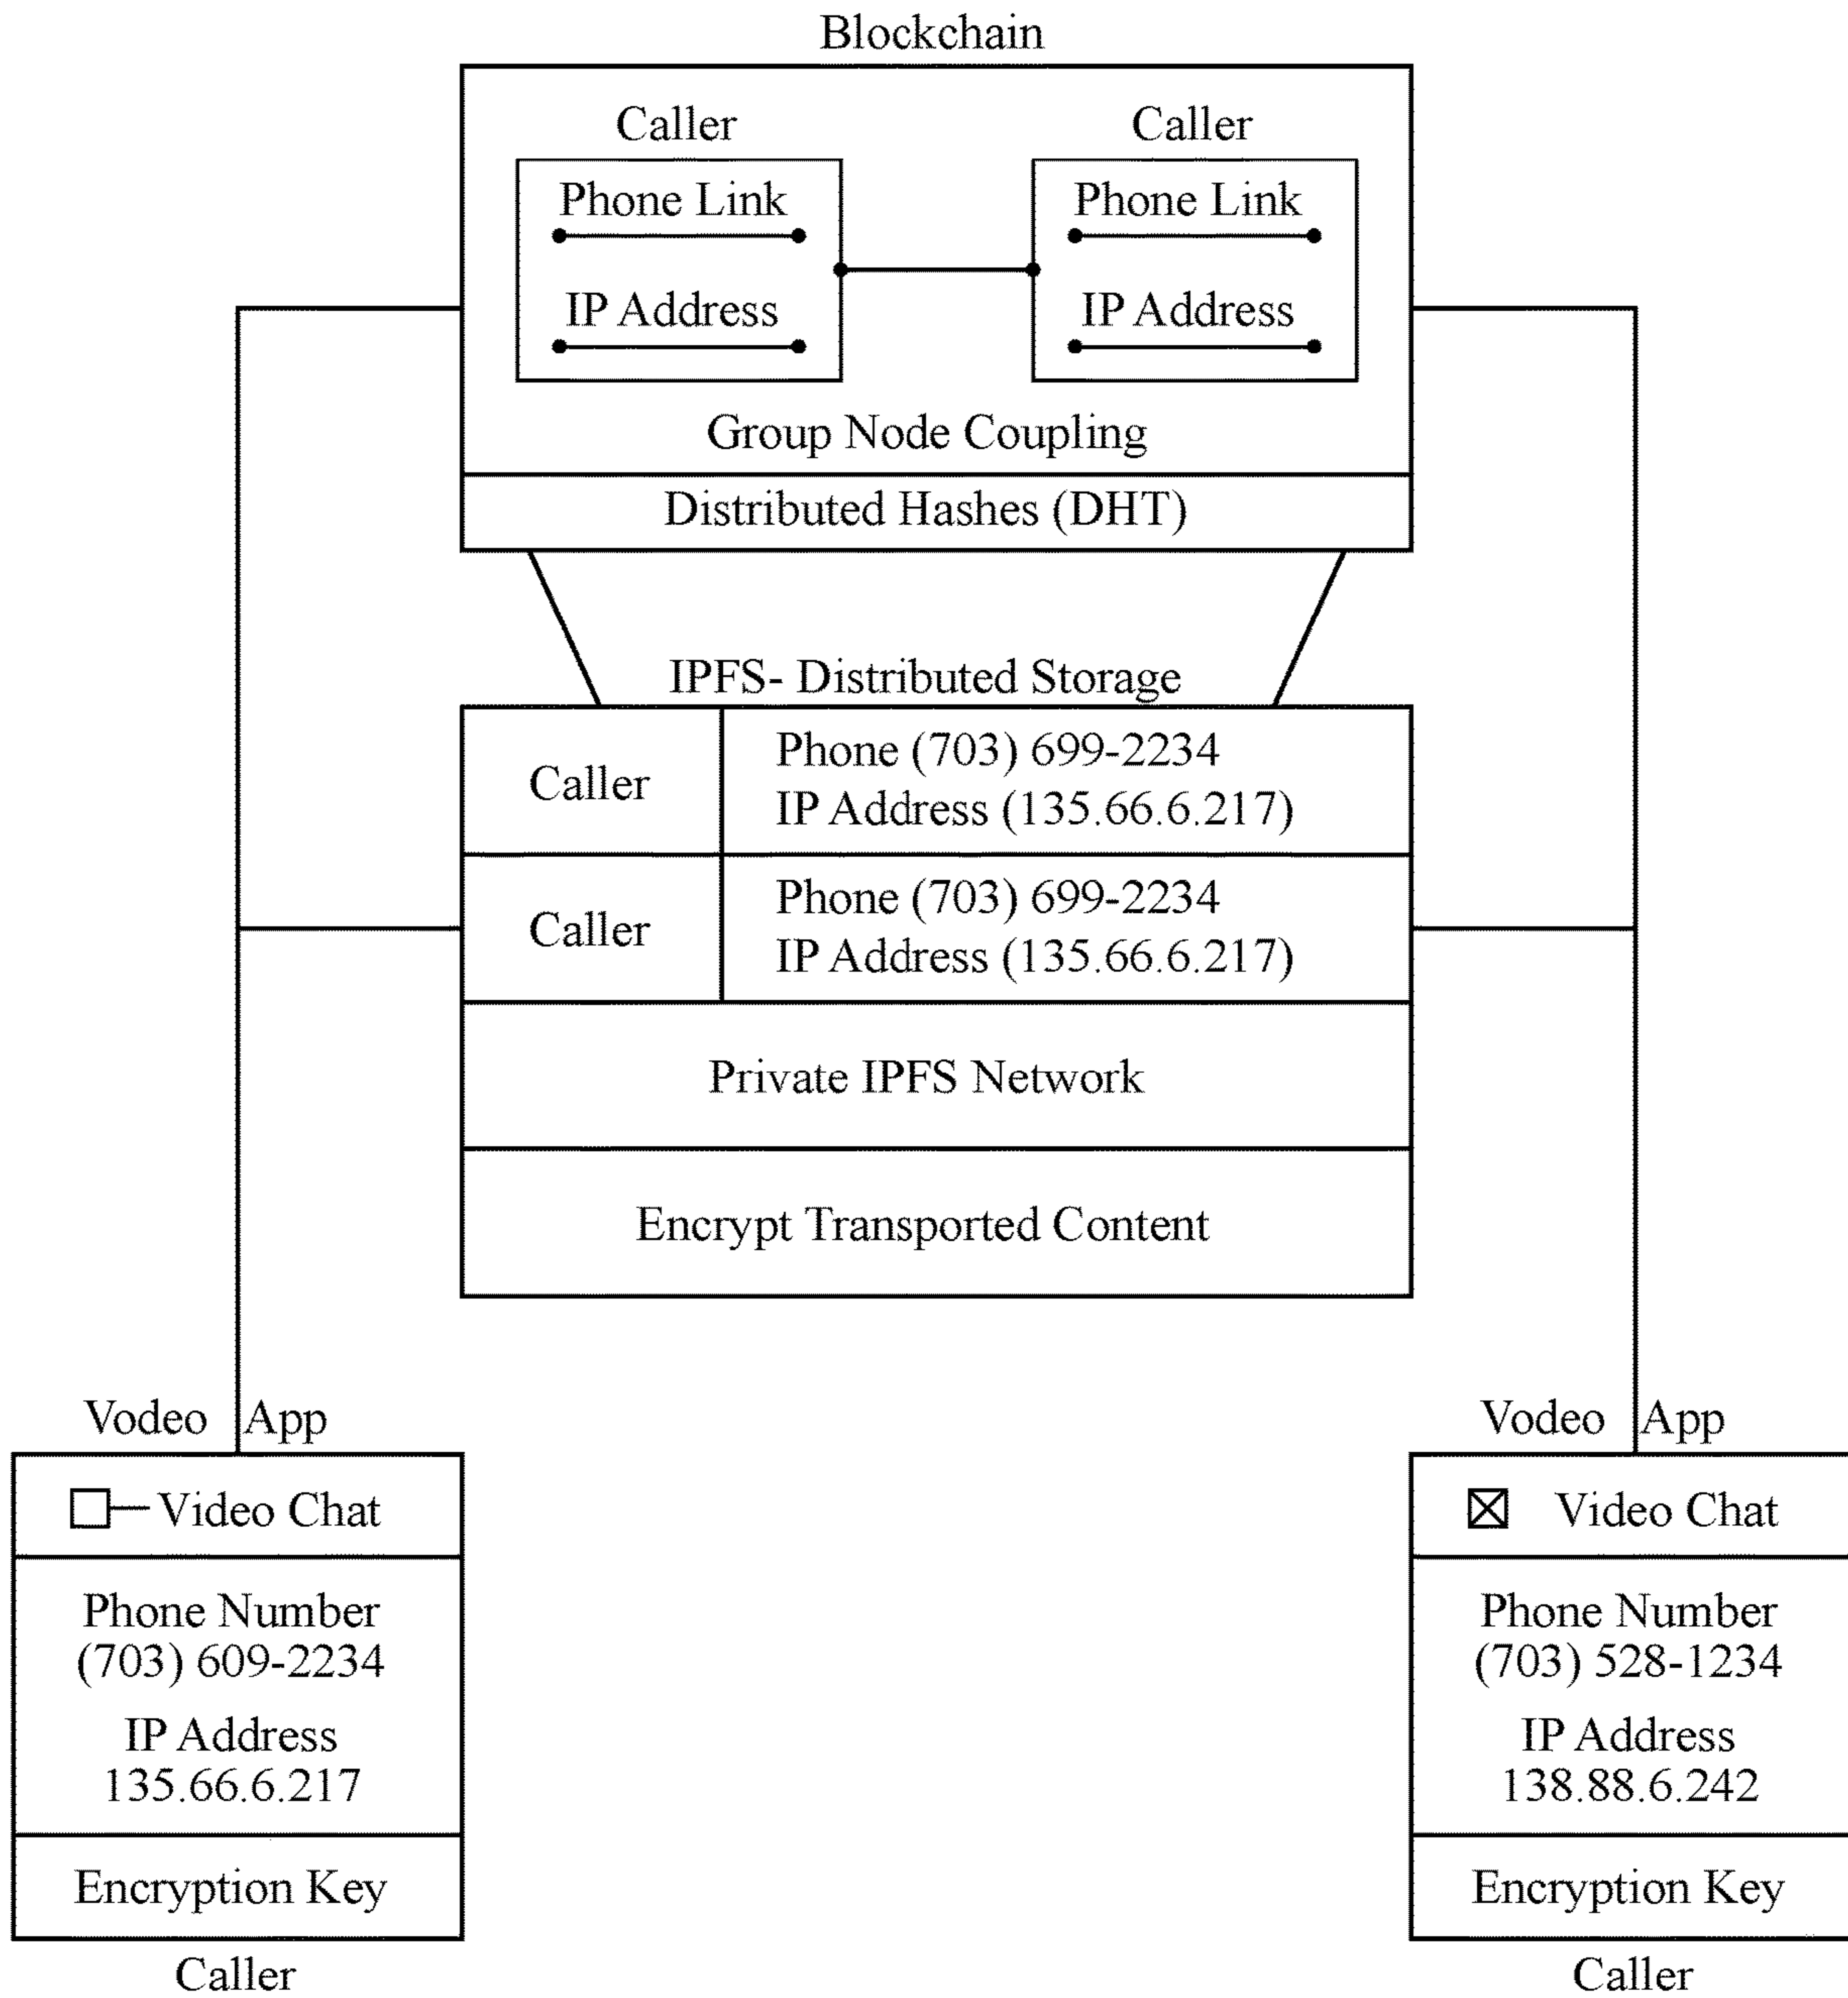 Blockchain
Caller
Caller
Phone Link
Phone Link
IP Address
IP Address
Group Node Coupling
Distributed Hashes (DHT)
IPFS- Distributed Storage
Caller
Phone (703) 699-2234
IP Address (135.66.6.217)
Caller
Phone (703) 699-2234
IP Address (135.66.6.217)
Private IPFS Network
Encrypt Transported Content
Vodeo App
Video Chat
Phone Number
(703) 609-2234
IP Address
135.66.6.217
Encryption Key
Caller
Vodeo App
Video Chat
Phone Number
(703) 528-1234
IP Address
138.88.6.242
Encryption Key
Caller